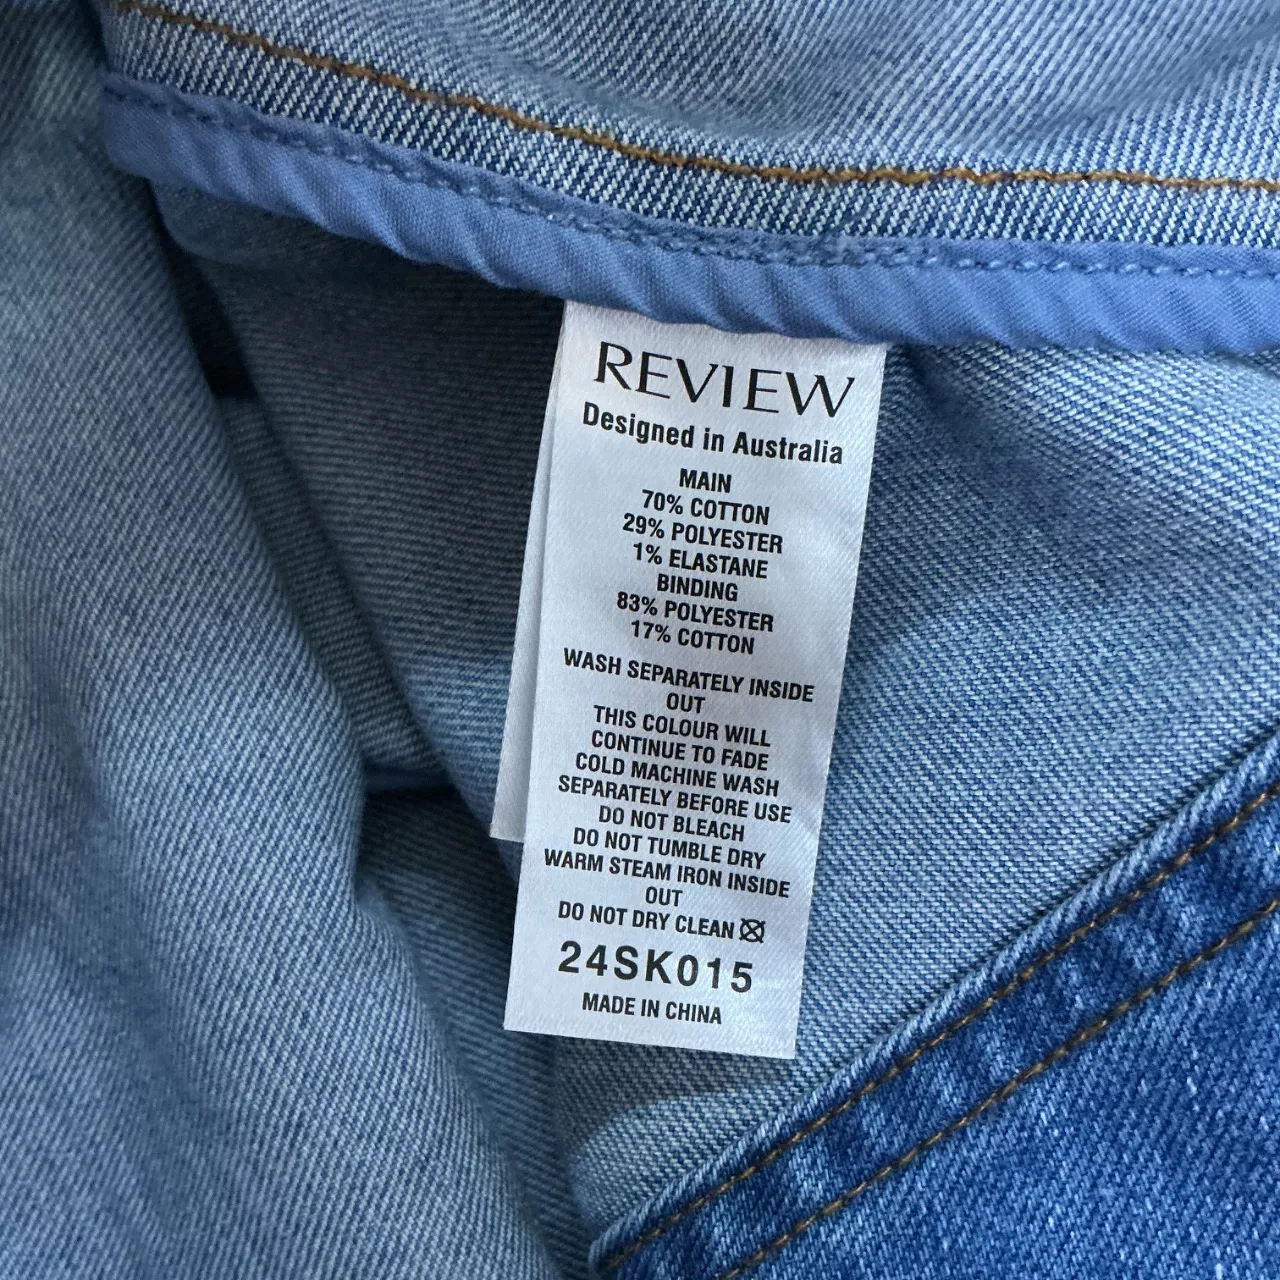 REVIEW
Designed in Australia
MAIN
70% COTTON
29% POLYESTER
1% ELASTANE
BINDING
83% POLYESTER
17% COTTON
WASH SEPARATELY INSIDE
OUT
THIS COLOUR WILL
CONTINUE TO FADE
COLD MACHINE WASH
SEPARATELY BEFORE USE
DO NOT BLEACH
DO NOT TUMBLE DRY
WARM STEAM IRON INSIDE
OUT
DO NOT DRY CLEAN
24SK015
MADE IN CHINA